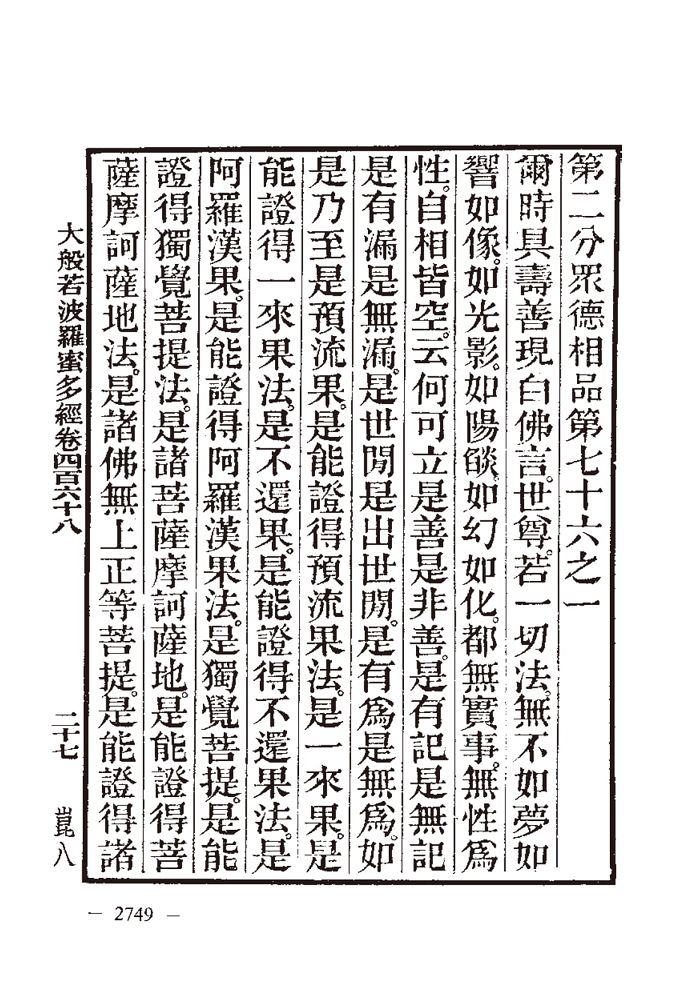 第二分眾德相品第七十六之一
爾時具壽善現白佛言。世尊。若一切法。無不如夢如
響如像。如光影。如陽燄。如幻如化。都無實事。無性爲
性。自相皆空。云何可立是善是非善。是有記是無記
是有漏是無漏。是世閒是出世閒。是有爲是無爲。如
是乃至是預流果。是能證得預流果法。是一來果。是
能證得一來果法。是不還果。是能證得不還果法。是
阿羅漢果。是能證得阿羅漢果法。是獨覺菩提。是能
證得獨覺菩提法。是諸菩薩摩訶薩地。是能證得菩
薩摩訶薩地法。是諸佛無上正等菩提。是能證得諸
大般若波羅蜜多經卷四百六十八 二十七 崑八
— 2749 —